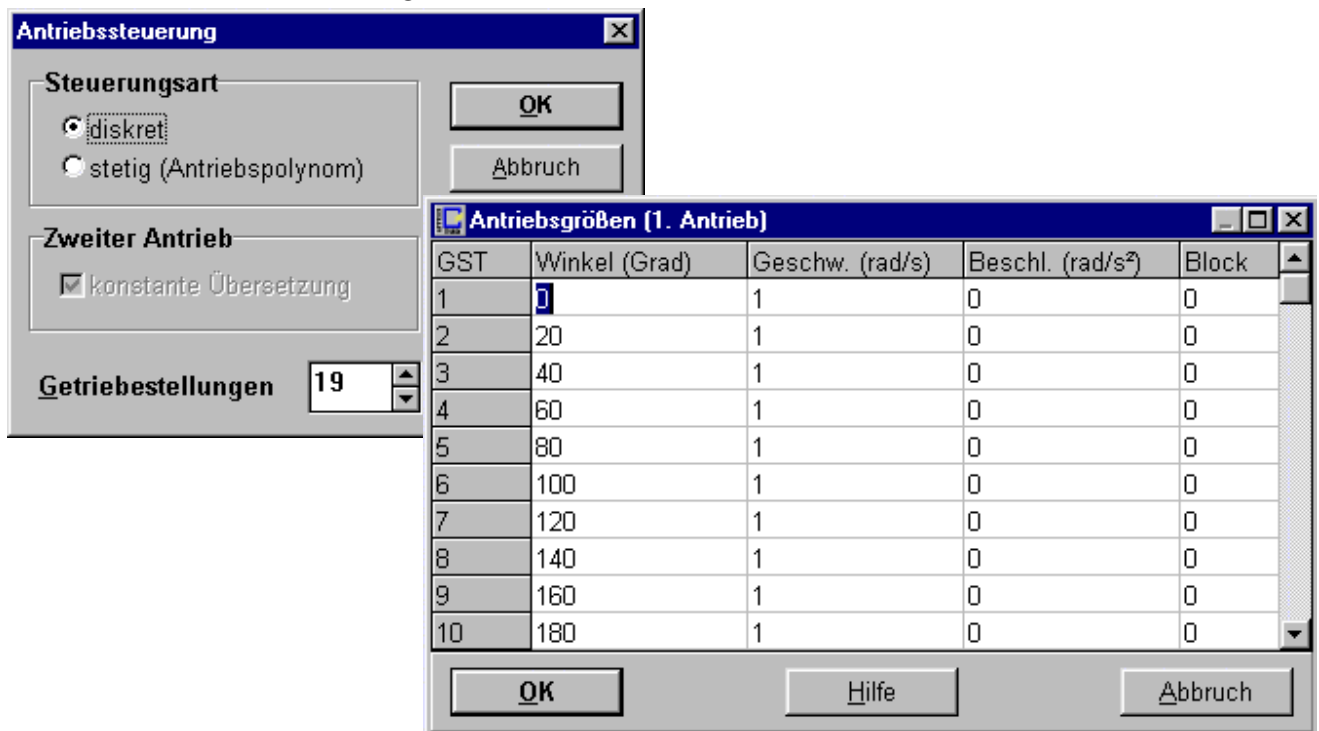 Antriebssteuerung
Steuerungsart
diskret
stetig (Antriebspolynom)
OK
Abbruch
Zweiter Antrieb
konstante Übersetzung
Getriebestellungen 19
Antriebsgrößen (1. Antrieb)
GST Winkel (Grad) Geschw. (rad/s) Beschl. (rad/s²) Block
1 0 1 0 0
2 20 1 0 0
3 40 1 0 0
4 60 1 0 0
5 80 1 0 0
6 100 1 0 0
7 120 1 0 0
8 140 1 0 0
9 160 1 0 0
10 180 1 0 0
OK Hilfe Abbruch